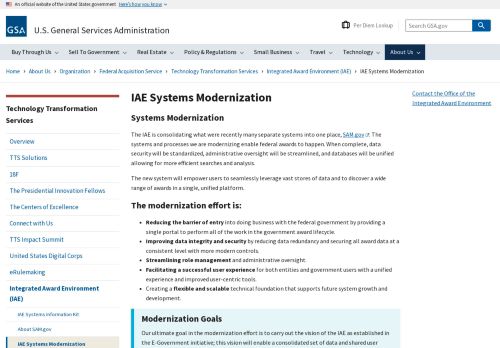 An official website of the United States government Here's how you know
GSA
U.S. General Services Administration
Per Diem Lookup
Search GSA.gov
Buy Through Us
Sell To Government
Real Estate
Policy & Regulations
Small Business
Travel
Technology
About Us
Home › About Us › Organization › Federal Acquisition Service › Technology Transformation Services › Integrated Award Environment (IAE) › IAE Systems Modernization
Technology Transformation
Services
Overview
TTS Solutions
18F
The Presidential Innovation Fellows
The Centers of Excellence
Connect with Us
TTS Impact Summit
United States Digital Corps
eRulemaking
Integrated Award Environment
(IAE)
IAE Systems Information Kit
About SAM.gov
IAE Systems Modernization
IAE Systems Modernization
Systems Modernization
The IAE is consolidating what were recently many separate systems into one place, SAM.gov. The
systems and processes we are modernizing enable federal awards to happen. When complete, data
security will be standardized, administrative oversight will be streamlined, and databases will be unified
allowing for more efficient searches and analysis.
The new system will empower users to seamlessly leverage vast stores of data and to discover a wide
range of awards in a single, unified platform.
The modernization effort is:
• Reducing the barrier of entry into doing business with the federal government by providing a
single portal to perform all of the work in the government award lifecycle.
• Improving data integrity and security by reducing data redundancy and securing all award data at a
consistent level with more modern controls.
• Streamlining role management and administrative oversight.
• Facilitating a successful user experience for both entities and government users with a unified
experience and improved user-centric tools.
• Creating a flexible and scalable technical foundation that supports future system growth and
development.
Modernization Goals
Our ultimate goal in the modernization effort is to carry out the vision of the IAE as established in
the E-Government initiative; this vision will enable a consolidated set of data and shared user
Contact the Office of the
Integrated Award Environment